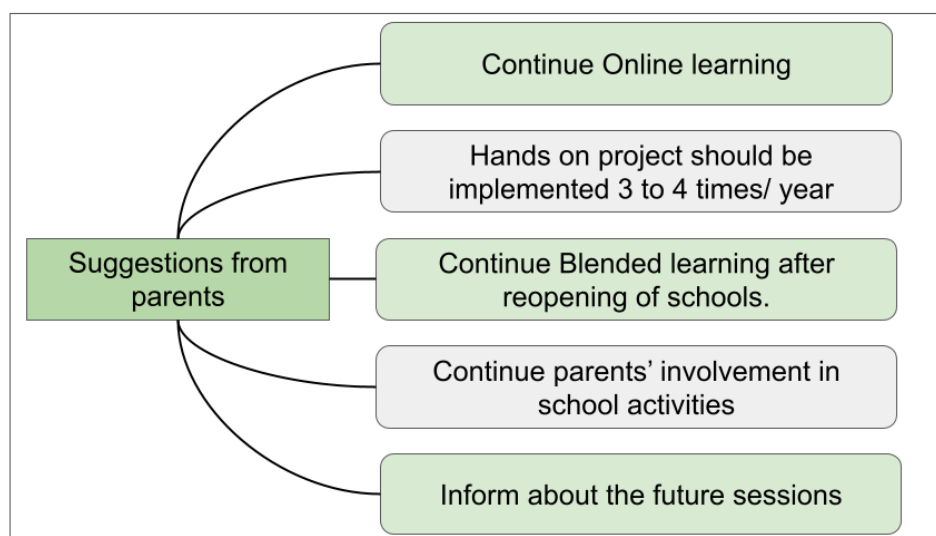 Continue Online learning
Hands on project should be
implemented 3 to 4 times/ year
Suggestions from
parents
Continue Blended learning after
reopening of schools.
Continue parents’ involvement in
school activities
Inform about the future sessions